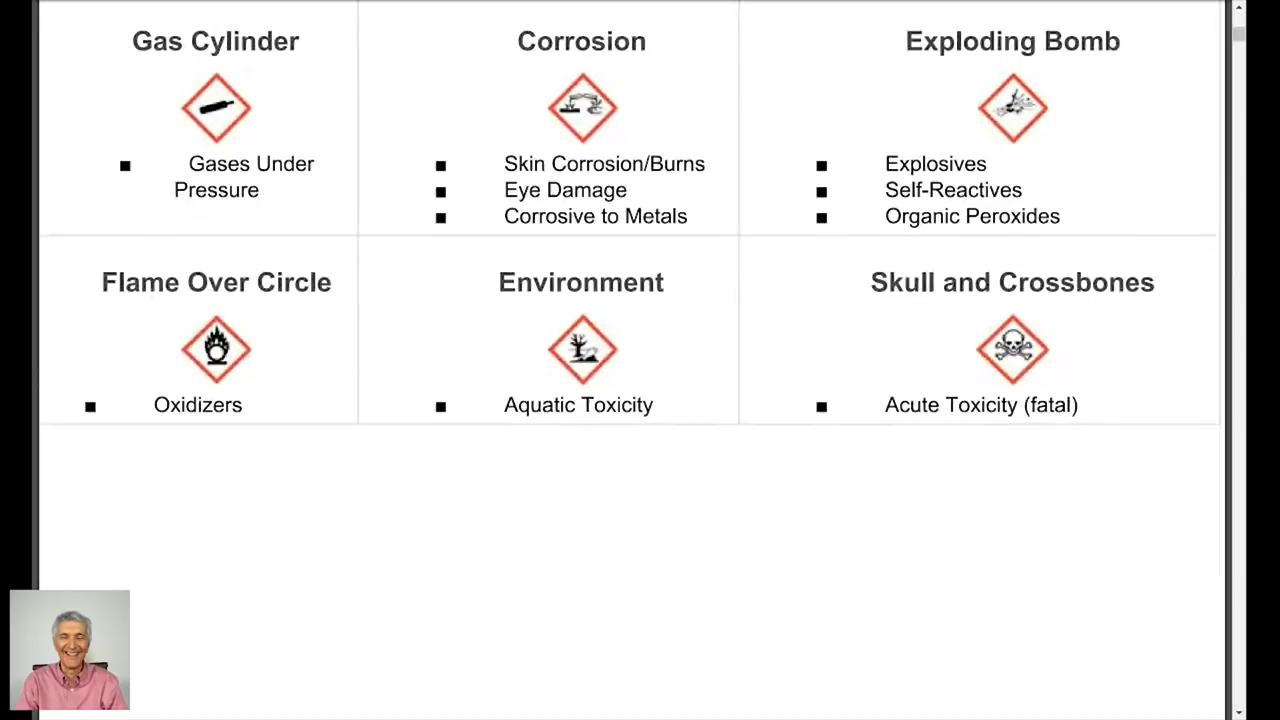 Gas Cylinder
Corrosion
Exploding Bomb
■ Gases Under
Pressure
■ Skin Corrosion/Burns
■ Eye Damage
■ Corrosive to Metals
■ Explosives
■ Self-Reactives
■ Organic Peroxides
Flame Over Circle
Environment
Skull and Crossbones
■ Oxidizers
■ Aquatic Toxicity
■ Acute Toxicity (fatal)